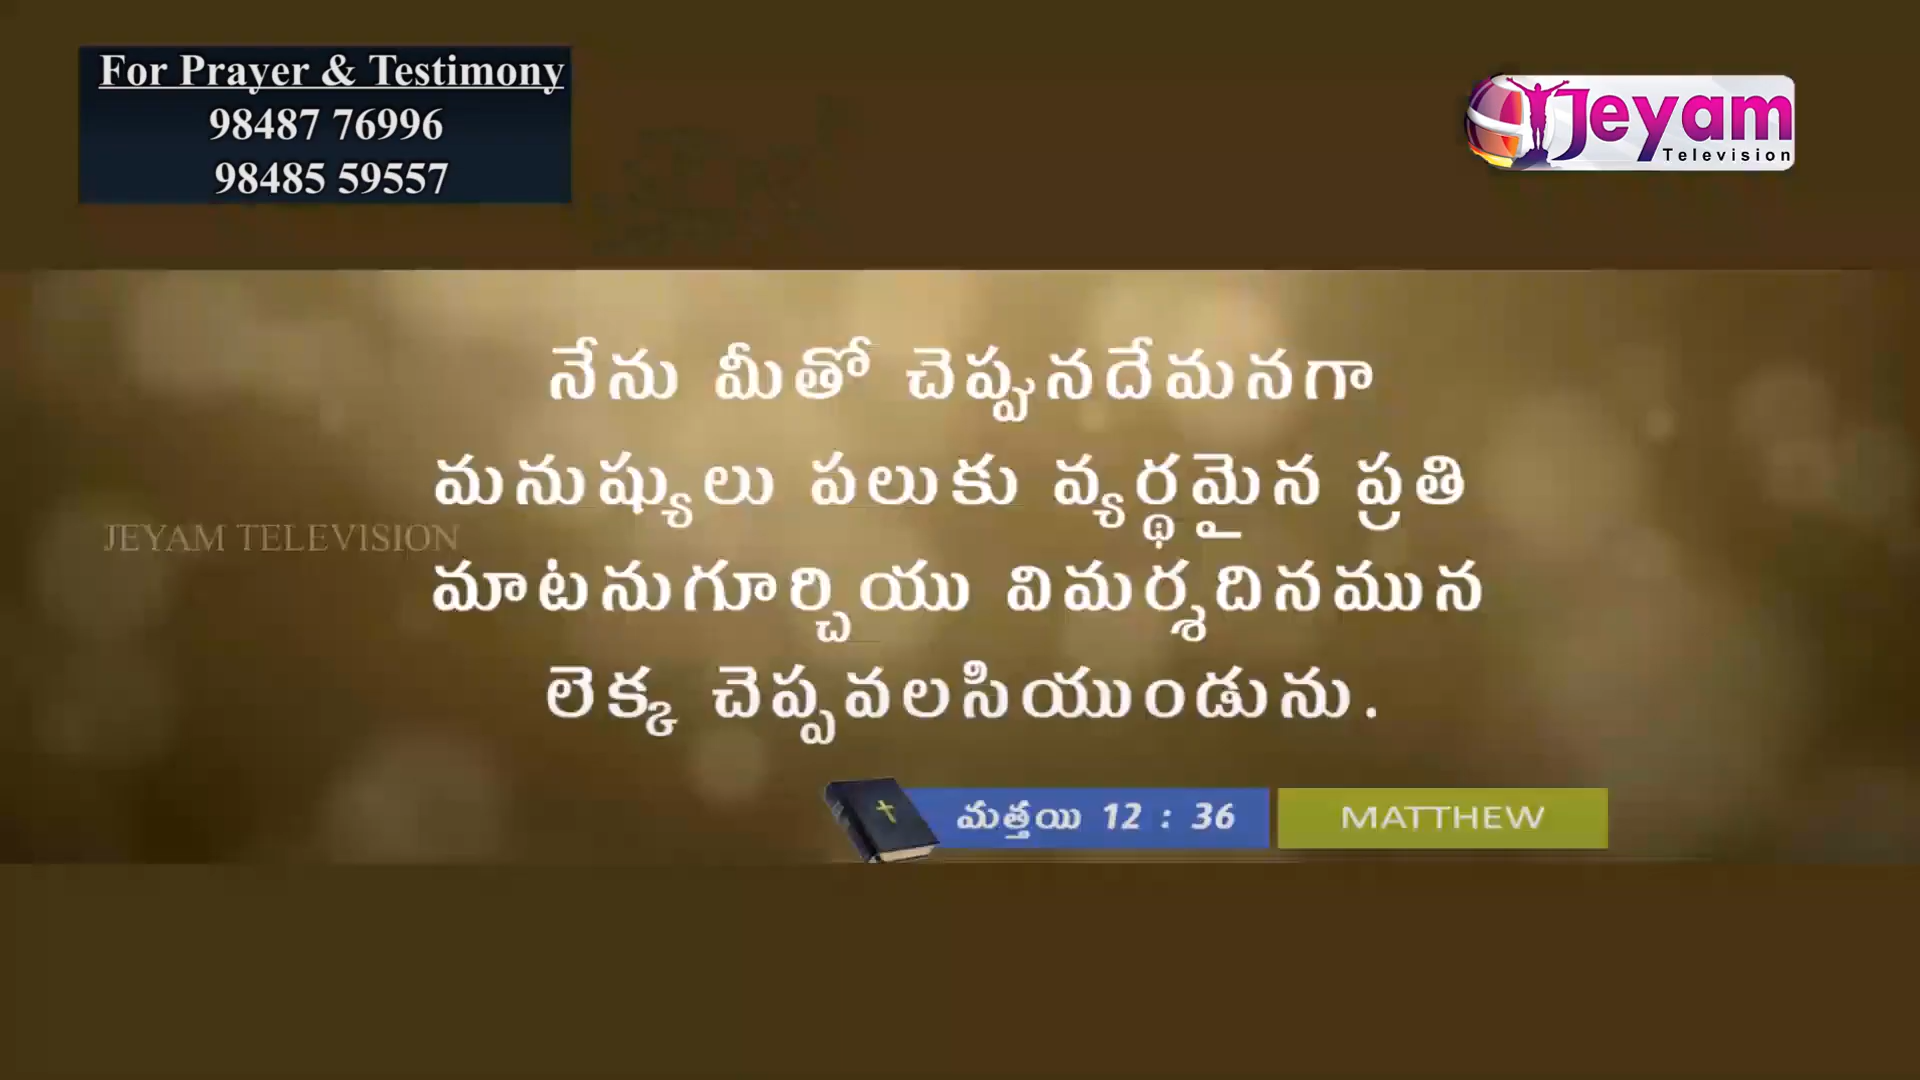 For Prayer & Testimony
98487 76996
98485 59557
Jeyam
Television
నేను మీతో చెప్పునదేమనగా
మనుష్యులు పలుకు వ్యర్థమైన ప్రతి
మాటనుగూర్చియు విమర్శదినమున
లెక్క చెప్పవలసియుండును.
JEYAM TELEVISION
మత్తయి 12 : 36
MATTHEW